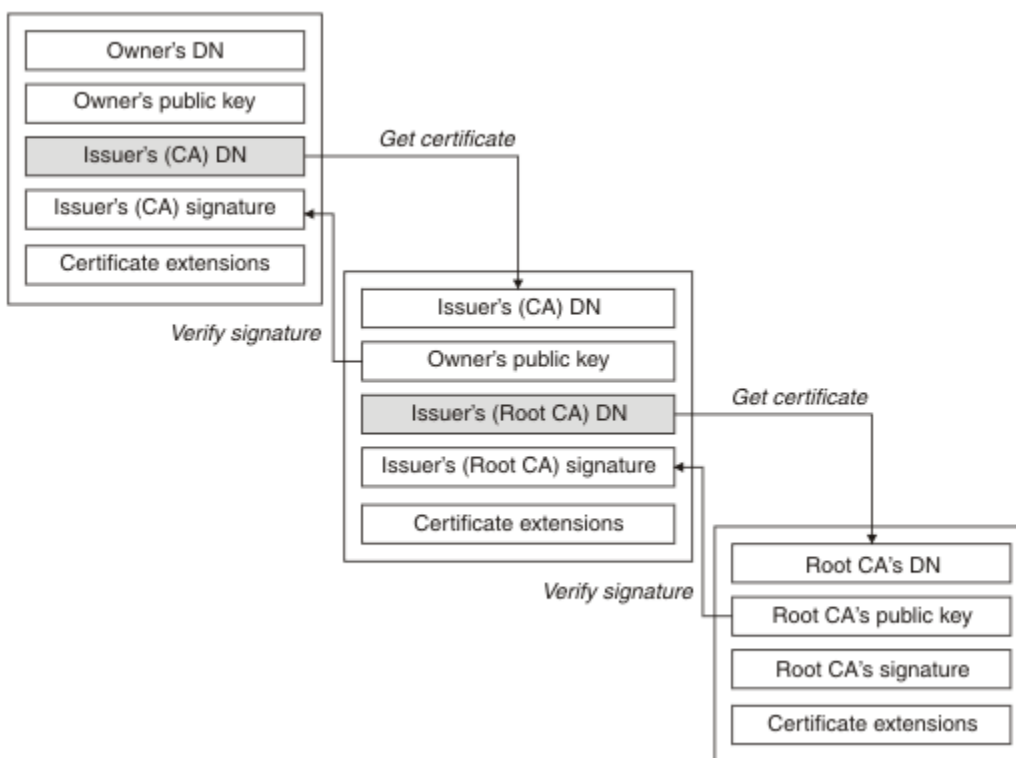 Owner's DN
Owner's public key
Issuer's (CA) DN
Issuer's (CA) signature
Certificate extensions
Get certificate
Verify signature
Issuer's (CA) DN
Owner's public key
Issuer's (Root CA) DN
Issuer's (Root CA) signature
Certificate extensions
Get certificate
Verify signature
Root CA's DN
Root CA's public key
Root CA's signature
Certificate extensions